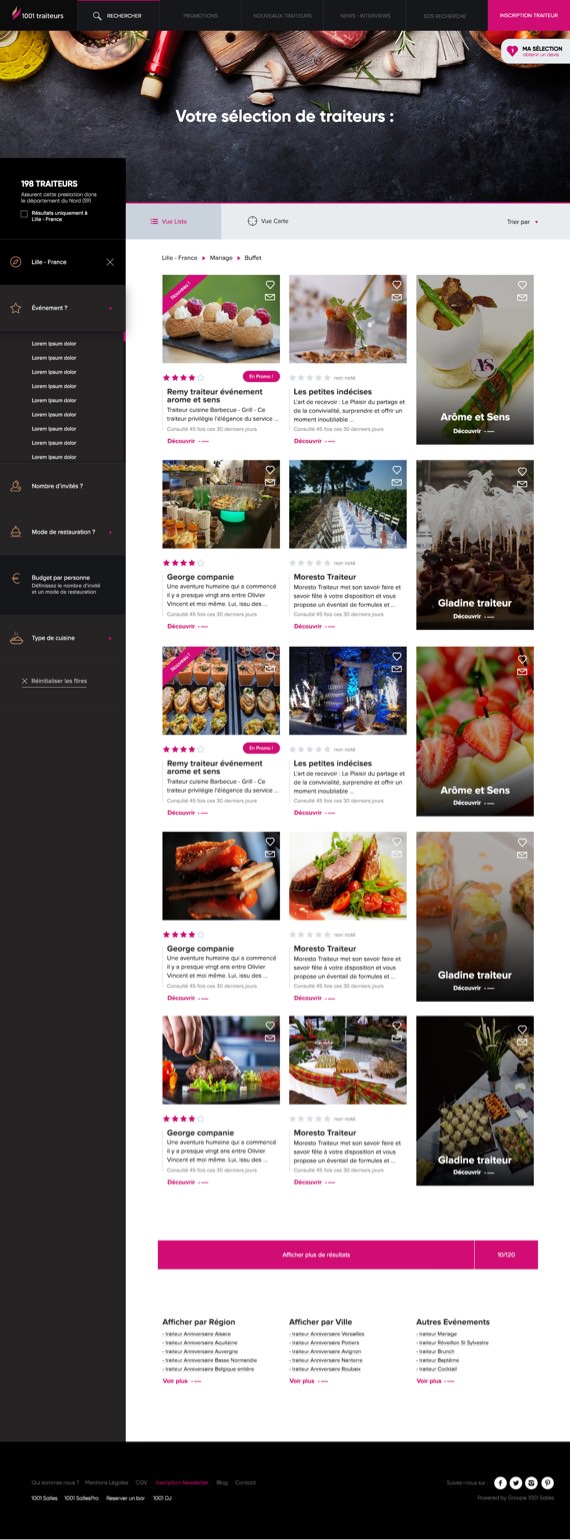 1001 traiteurs
RECHERCHER
PROMOTIONS
NOUVEAUX TRAITEURS
NEWS - INTERVIEWS
SOS RECHERCHE
INSCRIPTION TRAITEUR
MA SÉLECTION
obtenir un devis
Votre sélection de traiteurs :
198 TRAITEURS
Assurent cette prestation dans
le département du Nord (59)
Résultats uniquement à
Lille - France
Vue Liste
Vue Carte
Trier par
Lille - France
Événement ?
Lorem Ipsum dolor
Lorem Ipsum dolor
Lorem Ipsum dolor
Lorem Ipsum dolor
Lorem Ipsum dolor
Lorem Ipsum dolor
Lorem Ipsum dolor
Lorem Ipsum dolor
Lorem Ipsum dolor
Nombre d'invités ?
Mode de restauration ?
Budget par personne
Définissez le nombre d'invité
et un mode de restauration
Type de cuisine
Réinitialiser les filres
Lille - France Mariage Buffet
Nouveau !
En Promo !
Remy traiteur événement
arome et sens
Traiteur cuisine Barbecue - Grill - Ce
traiteur privilégie l'élégance du service ...
Consulté 45 fois ces 30 derniers jours
Découvrir
non noté
Les petites indécises
L'art de recevoir : Le Plaisir du partage et
de la convivialité, surprendre et offrir un
moment inoubliable ...
Consulté 45 fois ces 30 derniers jours
Découvrir
A&S
Arôme et Sens
Découvrir
George companie
Une aventure humaine qui a commencé
il y a presque vingt ans entre Olivier
Vincent et moi même. Lui, issu des ...
Consulté 45 fois ces 30 derniers jours
Découvrir
non noté
Moresto Traiteur
Moresto Traiteur met son savoir faire et
savoir fête à votre disposition et vous
propose un éventail de formules et ...
Consulté 45 fois ces 30 derniers jours
Découvrir
Gladine traiteur
Découvrir
Nouveau !
En Promo !
Remy traiteur événement
arome et sens
Traiteur cuisine Barbecue - Grill - Ce
traiteur privilégie l'élégance du service ...
Consulté 45 fois ces 30 derniers jours
Découvrir
non noté
Les petites indécises
L'art de recevoir : Le Plaisir du partage et
de la convivialité, surprendre et offrir un
moment inoubliable ...
Consulté 45 fois ces 30 derniers jours
Découvrir
Arôme et Sens
Découvrir
George companie
Une aventure humaine qui a commencé
il y a presque vingt ans entre Olivier
Vincent et moi même. Lui, issu des ...
Consulté 45 fois ces 30 derniers jours
Découvrir
non noté
Moresto Traiteur
Moresto Traiteur met son savoir faire et
savoir fête à votre disposition et vous
propose un éventail de formules et ...
Consulté 45 fois ces 30 derniers jours
Découvrir
Gladine traiteur
Découvrir
George companie
Une aventure humaine qui a commencé
il y a presque vingt ans entre Olivier
Vincent et moi même. Lui, issu des ...
Consulté 45 fois ces 30 derniers jours
Découvrir
non noté
Moresto Traiteur
Moresto Traiteur met son savoir faire et
savoir fête à votre disposition et vous
propose un éventail de formules et ...
Consulté 45 fois ces 30 derniers jours
Découvrir
Gladine traiteur
Découvrir
Afficher plus de résultats
10/120
Afficher par Région
- traiteur Anniversaire Alsace
- traiteur Anniversaire Aquitaine
- traiteur Anniversaire Auvergne
- traiteur Anniversaire Basse Normandie
- traiteur Anniversaire Belgique entière
Voir plus
Afficher par Ville
- traiteur Anniversaire Versailles
- traiteur Anniversaire Poitiers
- traiteur Anniversaire Avignon
- traiteur Anniversaire Nanterre
- traiteur Anniversaire Roubaix
Voir plus
Autres Evénements
- traiteur Mariage
- traiteur Réveillon St Sylvestre
- traiteur Brunch
- traiteur Baptême
- traiteur Cocktail
Voir plus
Qui sommes nous ? Mentions Légales CGV Inscription Newsletter Blog Contact
1001 Salles 1001 SallesPro Reserver un bar 1001 DJ
Suivez-nous sur :
Powered by Groupe 1001 Salles